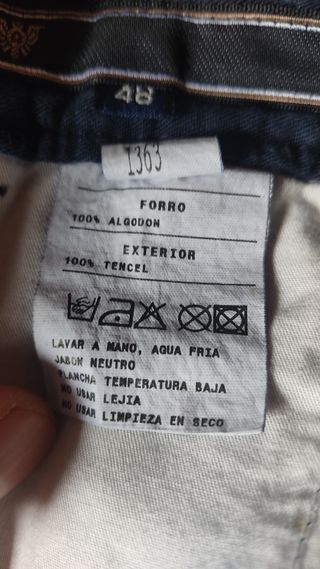 48
1363
FORRO
100% ALGODON
EXTERIOR
100% TENCEL
LAVAR A MANO, AGUA FRIA
JABON NEUTRO
PLANCHA TEMPERATURA BAJA
NO USAR LEJIA
NO USAR LIMPIEZA EN SECO